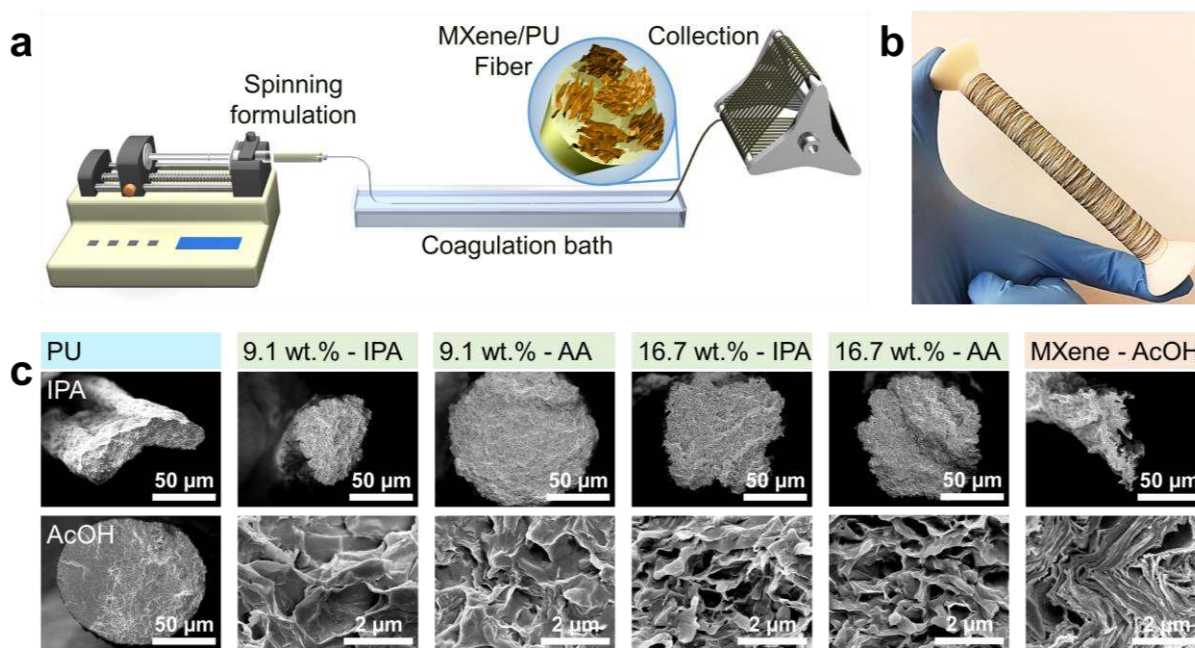 a
b
MXene/PU
Fiber
Collection
Spinning
formulation
Coagulation bath
c
PU
9.1 wt.% - IPA
9.1 wt.% - AA
16.7 wt.% - IPA
16.7 wt.% - AA
MXene - AcOH
IPA
50 µm
50 µm
50 µm
50 µm
50 µm
50 µm
AcOH
50 µm
2 µm
2 µm
2 µm
2 µm
2 µm